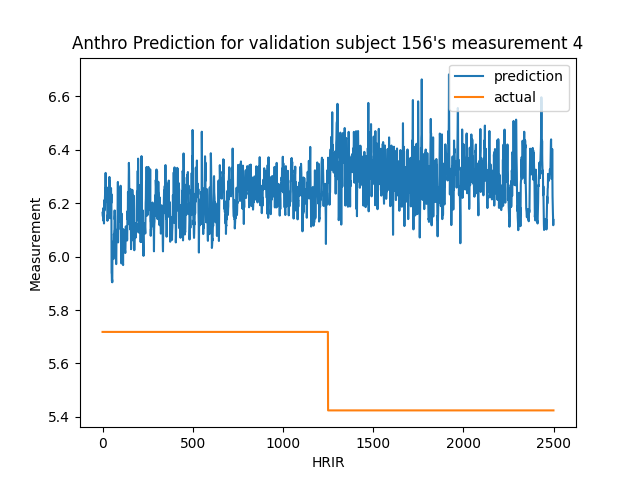 Anthro Prediction for validation subject 156's measurement 4
prediction
actual
Measurement
6.6
6.4
6.2
6.0
5.8
5.6
5.4
0 500 1000 1500 2000 2500
HRIR